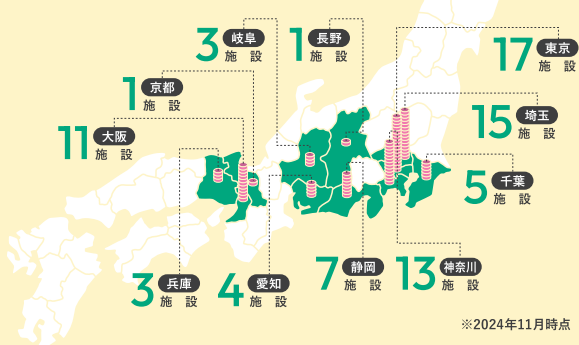 3 岐阜 施設
1 長野 施設
17 東京 施設
1 京都 施設
15 埼玉 施設
11 大阪 施設
5 千葉 施設
3 兵庫 施設
4 愛知 施設
7 静岡 施設
13 神奈川 施設
※2024年11月時点